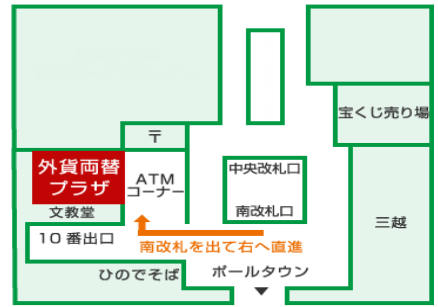 宝くじ売り場
〒
外貨両替
プラザ
ATM
コーナー
中央改札口
南改札口
文教堂
三越
10番出口
南改札を出て右へ直進
ひのでそば
ポールタウン